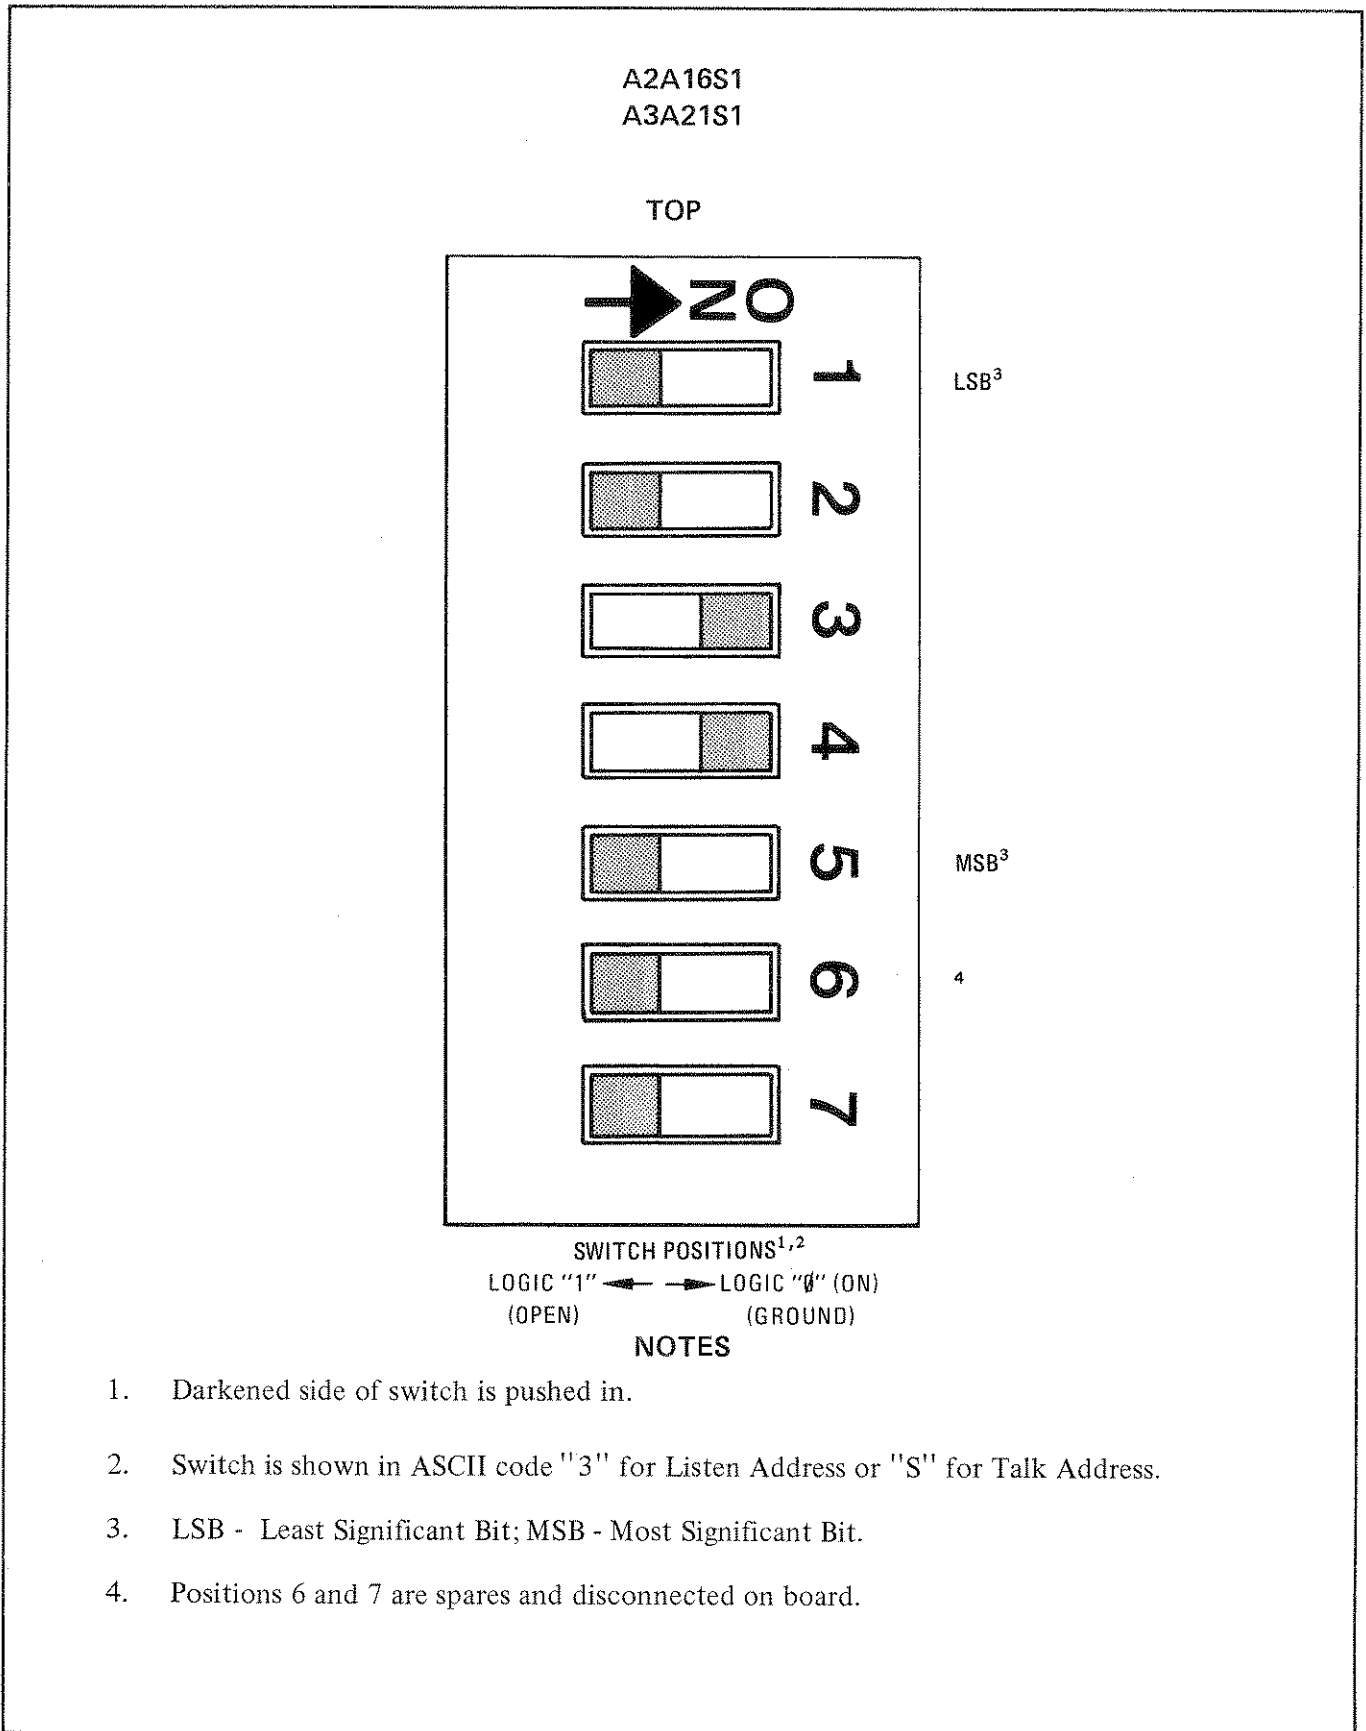 A2A16S1
A3A21S1
TOP
ON
1 LSB³
2
3
4
5 MSB³
6 4
7
SWITCH POSITIONS¹,²
LOGIC "1" ◄— —► LOGIC "Ø" (ON)
(OPEN) (GROUND)
NOTES
1. Darkened side of switch is pushed in.
2. Switch is shown in ASCII code "3" for Listen Address or "S" for Talk Address.
3. LSB - Least Significant Bit; MSB - Most Significant Bit.
4. Positions 6 and 7 are spares and disconnected on board.